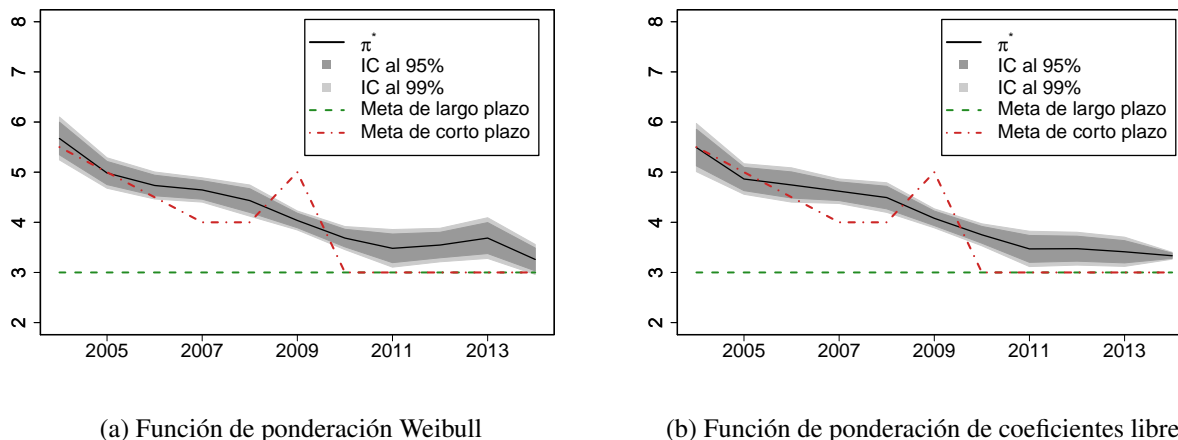 8
7
6
5
4
3
2
2005 2007 2009 2011 2013
π*
IC al 95%
IC al 99%
Meta de largo plazo
Meta de corto plazo
(a) Función de ponderación Weibull
8
7
6
5
4
3
2
2005 2007 2009 2011 2013
π*
IC al 95%
IC al 99%
Meta de largo plazo
Meta de corto plazo
(b) Función de ponderación de coeficientes libre